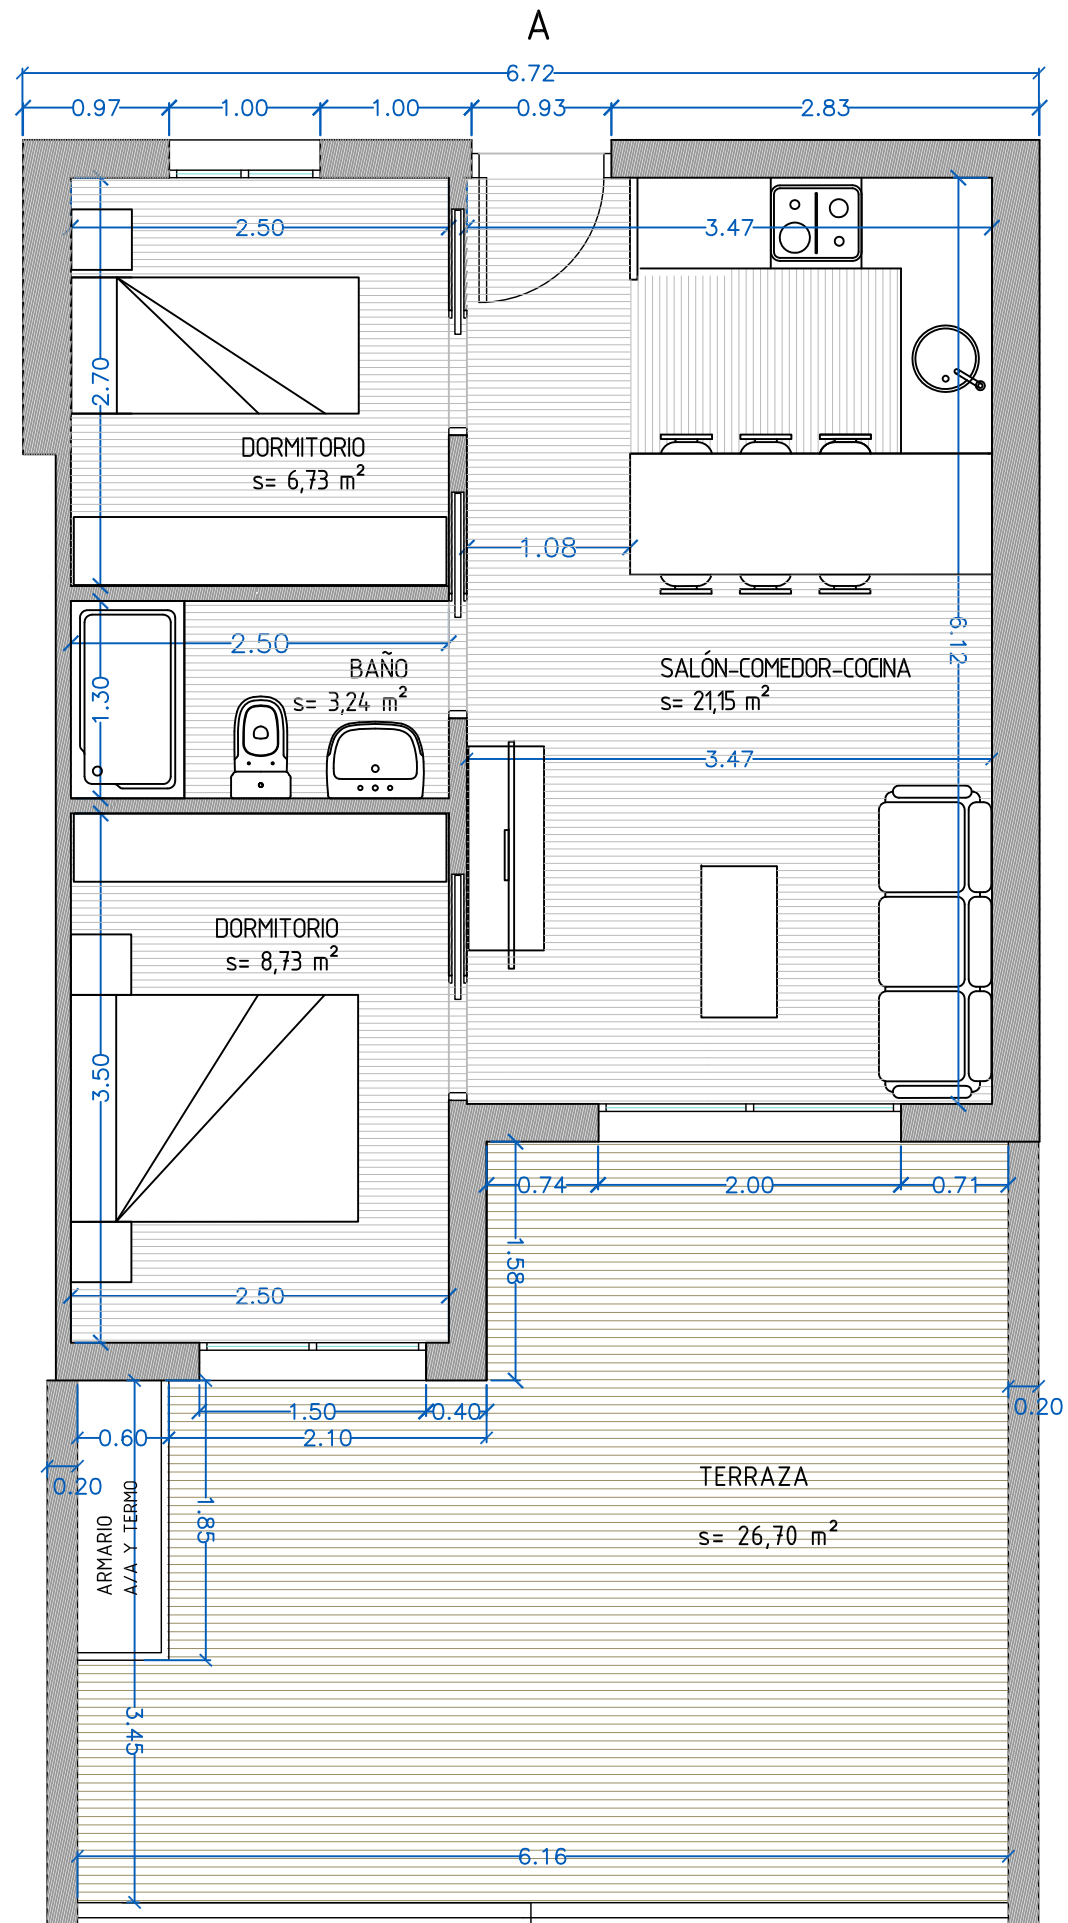 A
6.72
0.97
1.00
1.00
0.93
2.83
2.50
3.47
2.70
DORMITORIO
s= 6,73 m²
1.08
6.12
2.50
BAÑO
s= 3,24 m²
1.30
SALÓN-COMEDOR-COCINA
s= 21,15 m²
3.47
DORMITORIO
s= 8,73 m²
3.50
0.74
2.00
0.71
1.58
2.50
1.50
0.40
0.60
2.10
0.20
0.20
TERRAZA
s= 26,70 m²
1.85
ARMARIO
A/A Y TERMO
3.45
6.16